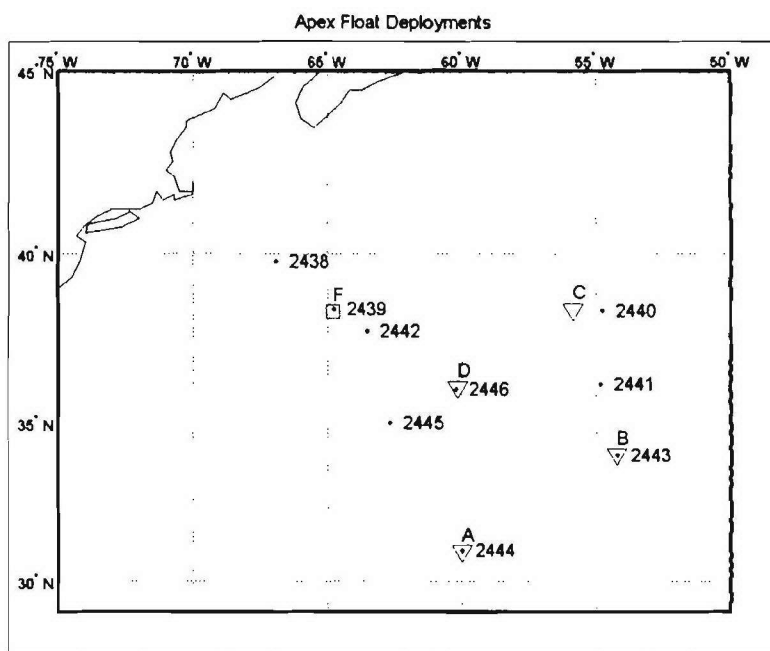 Apex Float Deployments
-75° W 70° W 65° W 60° W 55° W 50° W
45° N
40° N
2438
F
C
2439
2440
2442
D
2446
2441
35° N
2445
B
2443
A
2444
30° N